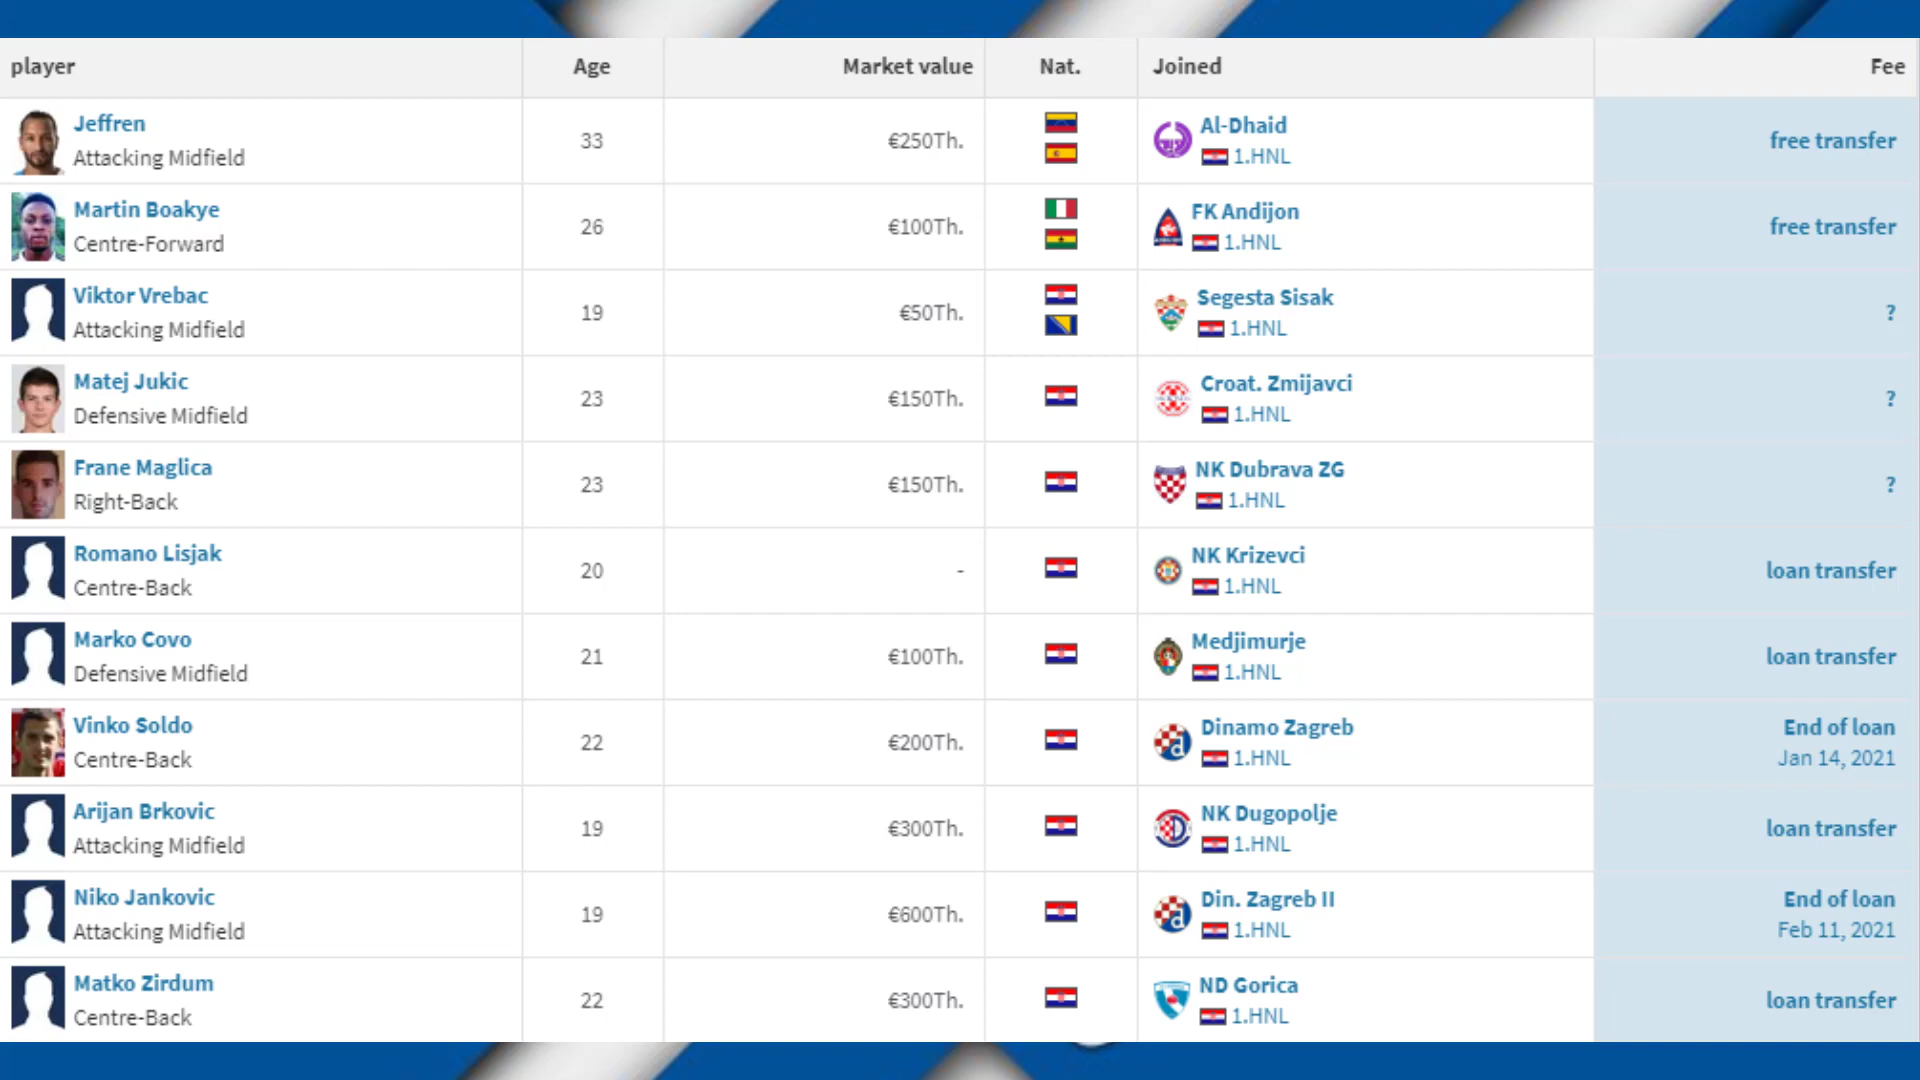 player Age Market value Nat. Joined Fee
Jeffren
Attacking Midfield
33
€250Th.
Al-Dhaid
1.HNL
free transfer
Martin Boakye
Centre-Forward
26
€100Th.
FK Andijon
1.HNL
free transfer
Viktor Vrebac
Attacking Midfield
19
€50Th.
Segesta Sisak
1.HNL
?
Matej Jukic
Defensive Midfield
23
€150Th.
Croat. Zmijavci
1.HNL
?
Frane Maglica
Right-Back
23
€150Th.
NK Dubrava ZG
1.HNL
?
Romano Lisjak
Centre-Back
20
-
NK Krizevci
1.HNL
loan transfer
Marko Covo
Defensive Midfield
21
€100Th.
Medjimurje
1.HNL
loan transfer
Vinko Soldo
Centre-Back
22
€200Th.
Dinamo Zagreb
1.HNL
End of loan
Jan 14, 2021
Arijan Brkovic
Attacking Midfield
19
€300Th.
NK Dugopolje
1.HNL
loan transfer
Niko Jankovic
Attacking Midfield
19
€600Th.
Din. Zagreb II
1.HNL
End of loan
Feb 11, 2021
Matko Zirdum
Centre-Back
22
€300Th.
ND Gorica
1.HNL
loan transfer